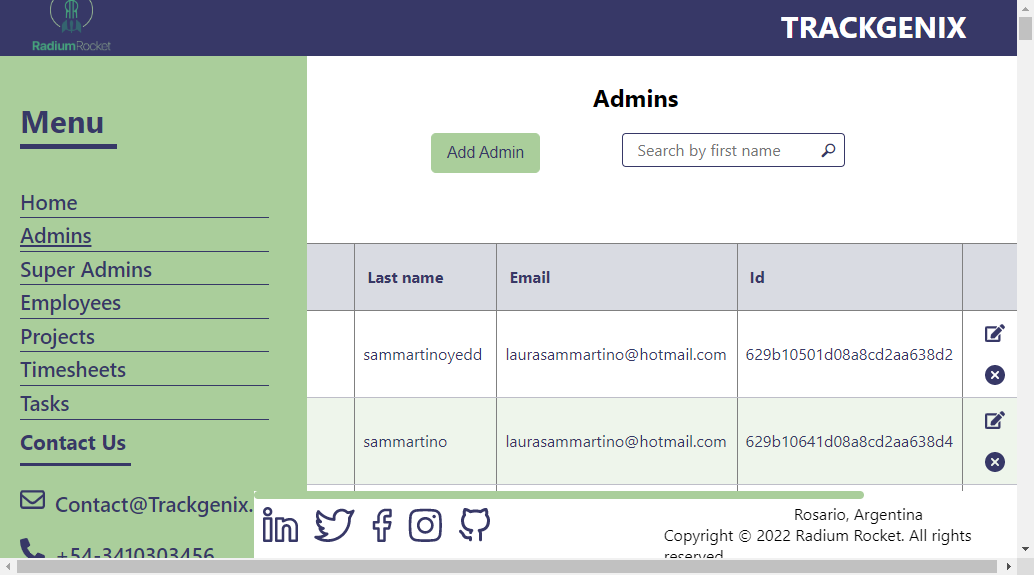 RadiumRocket
TRACKGENIX
Menu
Home
Admins
Super Admins
Employees
Projects
Timesheets
Tasks
Contact Us
Contact@Trackgenix.
+54-3410303456
Admins
Add Admin
Search by first name
Last name Email Id
sammartinoyedd laurasammartino@hotmail.com 629b10501d08a8cd2aa638d2
sammartino laurasammartino@hotmail.com 629b10641d08a8cd2aa638d4
Rosario, Argentina
Copyright © 2022 Radium Rocket. All rights
reserved